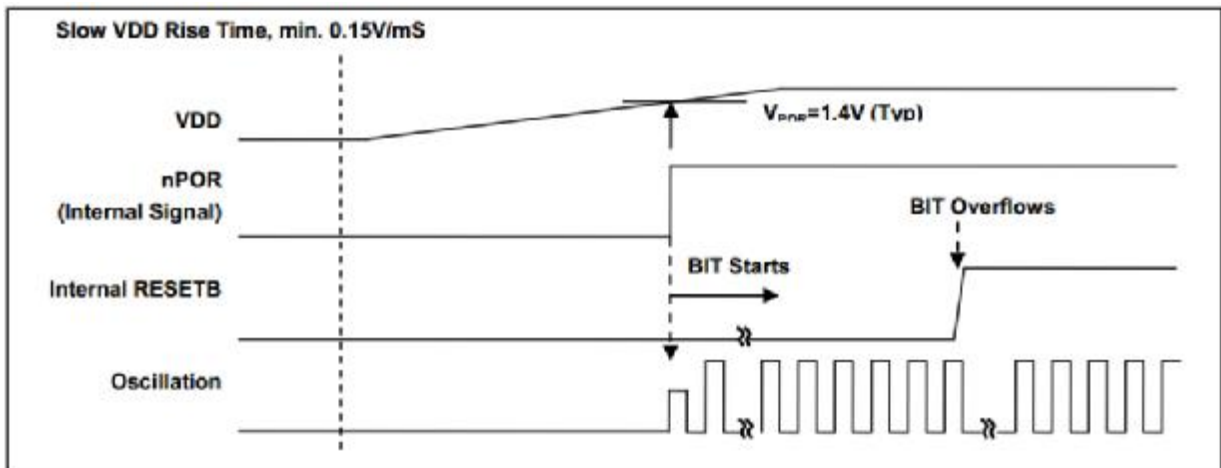 Slow VDD Rise Time, min. 0.15V/mS
VDD
VPOR=1.4V (Typ)
nPOR
(Internal Signal)
BIT Overflows
BIT Starts
Internal RESETB
Oscillation